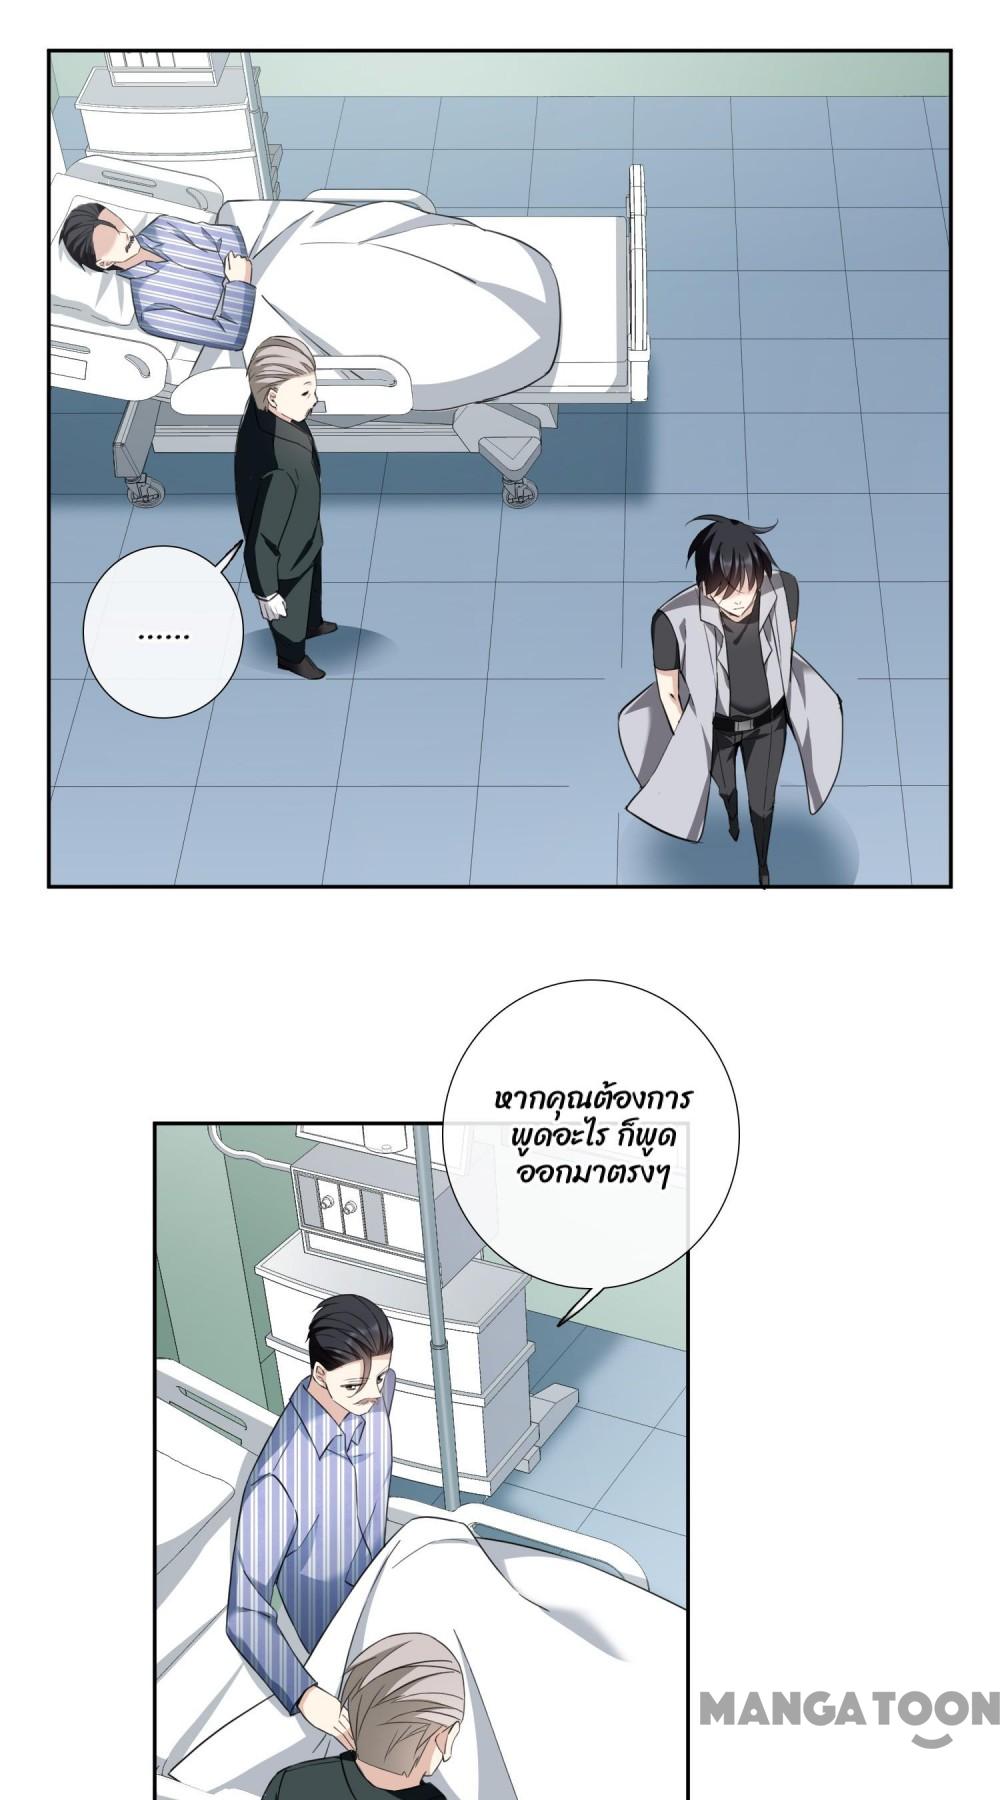 ......
หากคุณต้องการ
พูดอะไร ก็พูด
ออกมาตรงๆ
MANGATOON